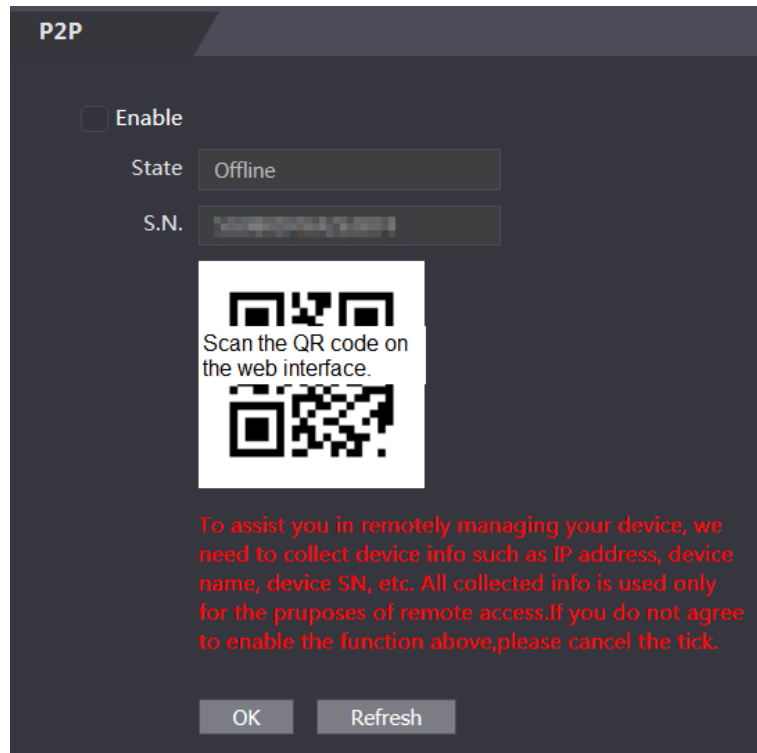 P2P
Enable
State Offline
S.N.
Scan the QR code on
the web interface.
To assist you in remotely managing your device, we
need to collect device info such as IP address, device
name, device SN, etc. All collected info is used only
for the pruposes of remote access.If you do not agree
to enable the function above,please cancel the tick.
OK Refresh